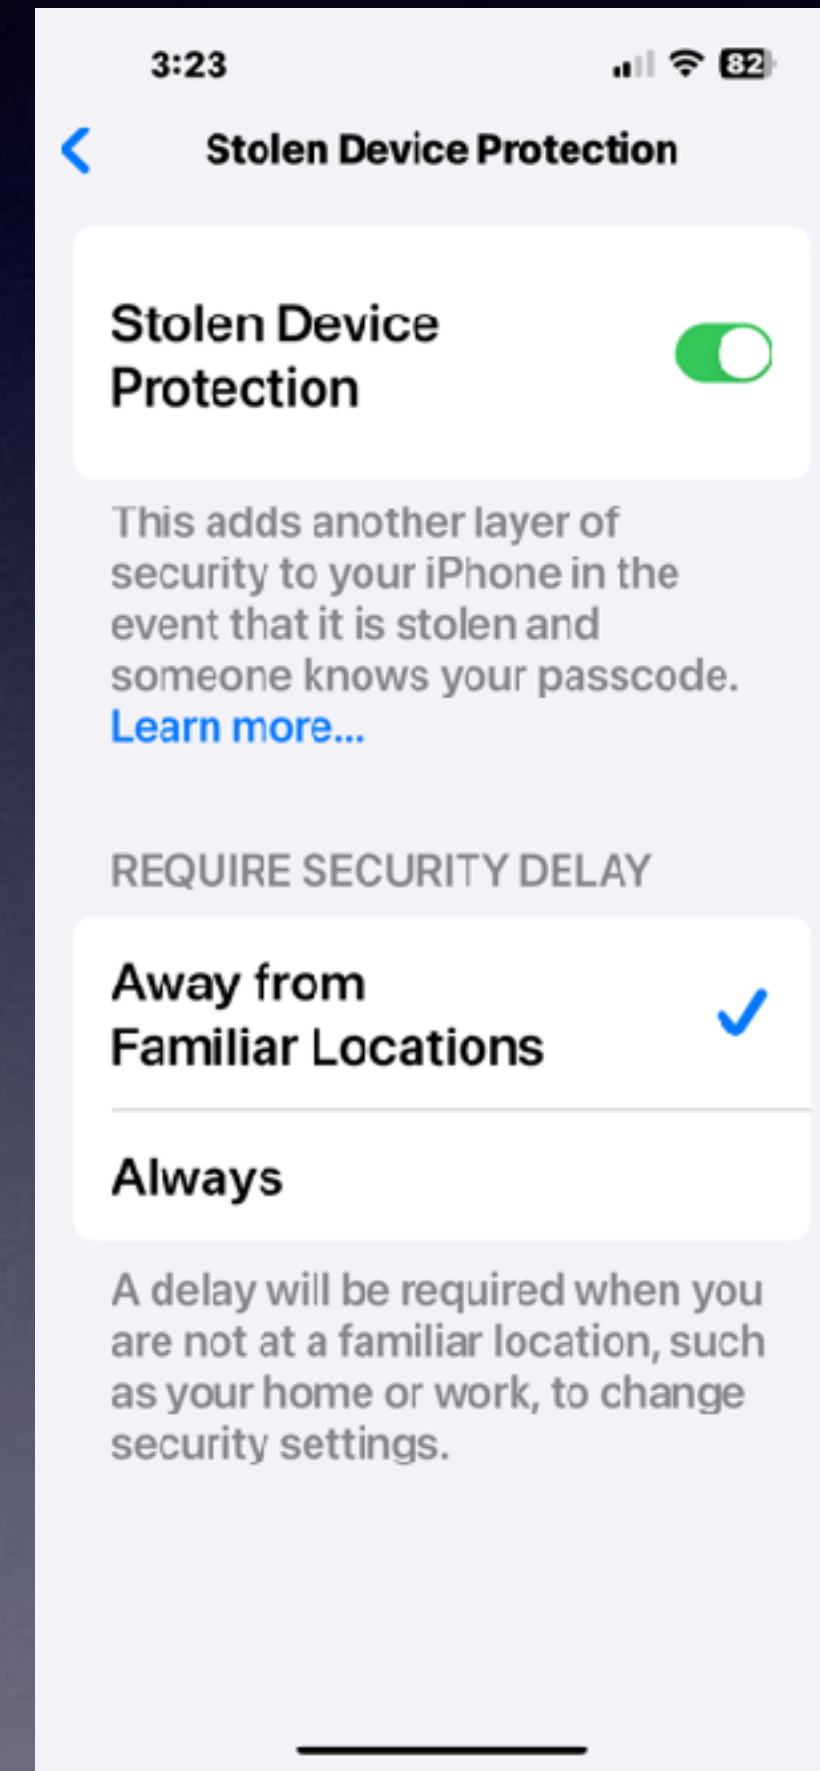 3:23
82
Stolen Device Protection
Stolen Device
Protection
This adds another layer of
security to your iPhone in the
event that it is stolen and
someone knows your passcode.
Learn more...
REQUIRE SECURITY DELAY
Away from
Familiar Locations
Always
A delay will be required when you
are not at a familiar location, such
as your home or work, to change
security settings.